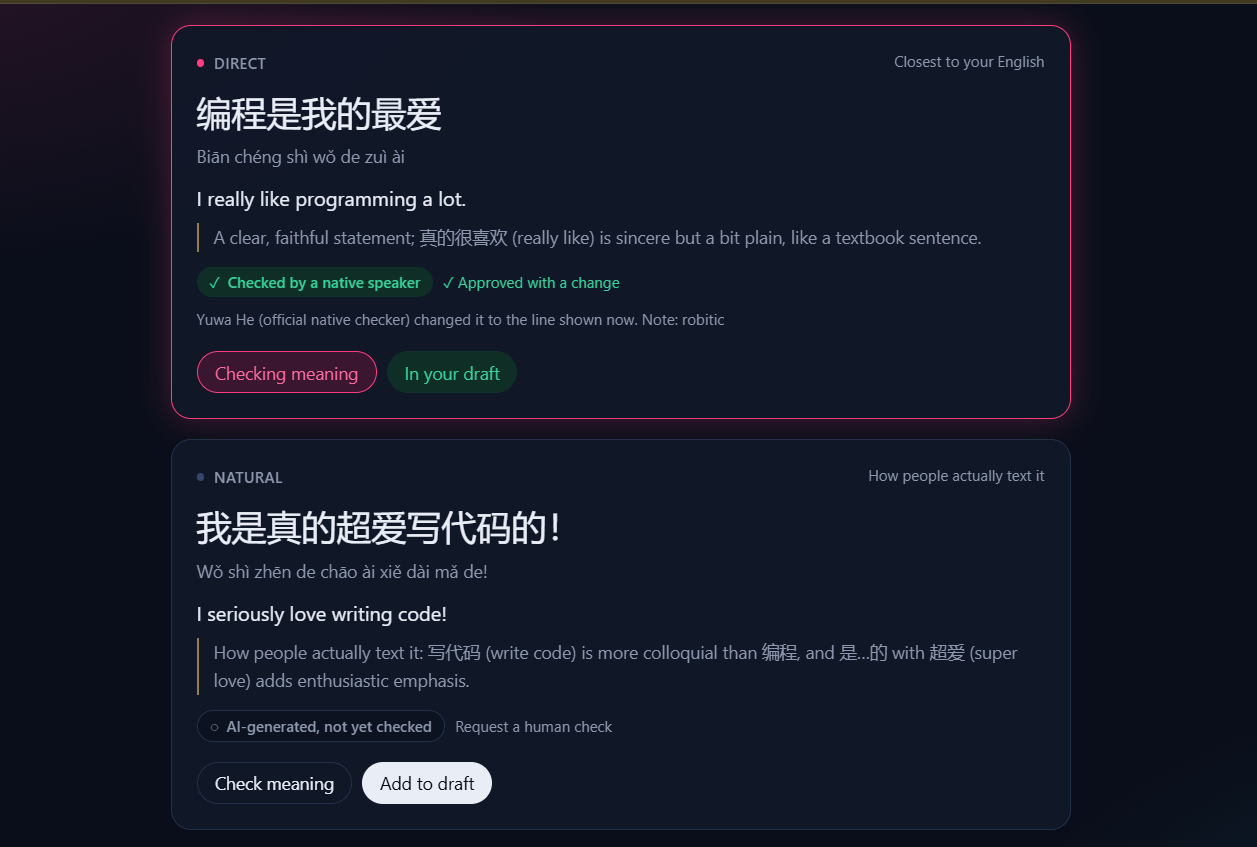 DIRECT
Closest to your English
编程是我的最爱
Biān chéng shì wǒ de zuì ài
I really like programming a lot.
A clear, faithful statement; 真的很喜欢 (really like) is sincere but a bit plain, like a textbook sentence.
✓ Checked by a native speaker ✓ Approved with a change
Yuwa He (official native checker) changed it to the line shown now. Note: robitic
Checking meaning
In your draft
NATURAL
How people actually text it
我是真的超爱写代码的！
Wǒ shì zhēn de chāo ài xiě dài mǎ de!
I seriously love writing code!
How people actually text it: 写代码 (write code) is more colloquial than 编程, and 是…的 with 超爱 (super
love) adds enthusiastic emphasis.
○ AI-generated, not yet checked Request a human check
Check meaning
Add to draft